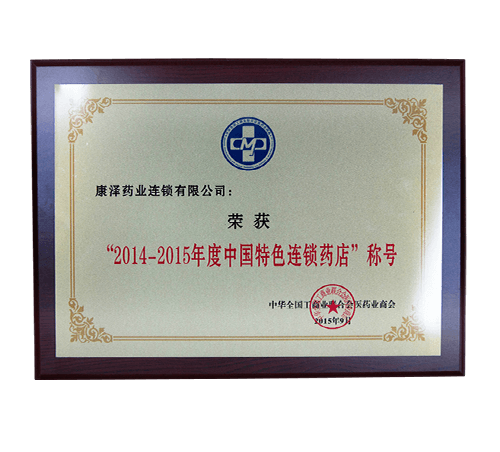 康泽药业连锁有限公司：
荣获
“2014-2015年度中国特色连锁药店”称号
中华全国工商业联合会医药业商会
2015年9月